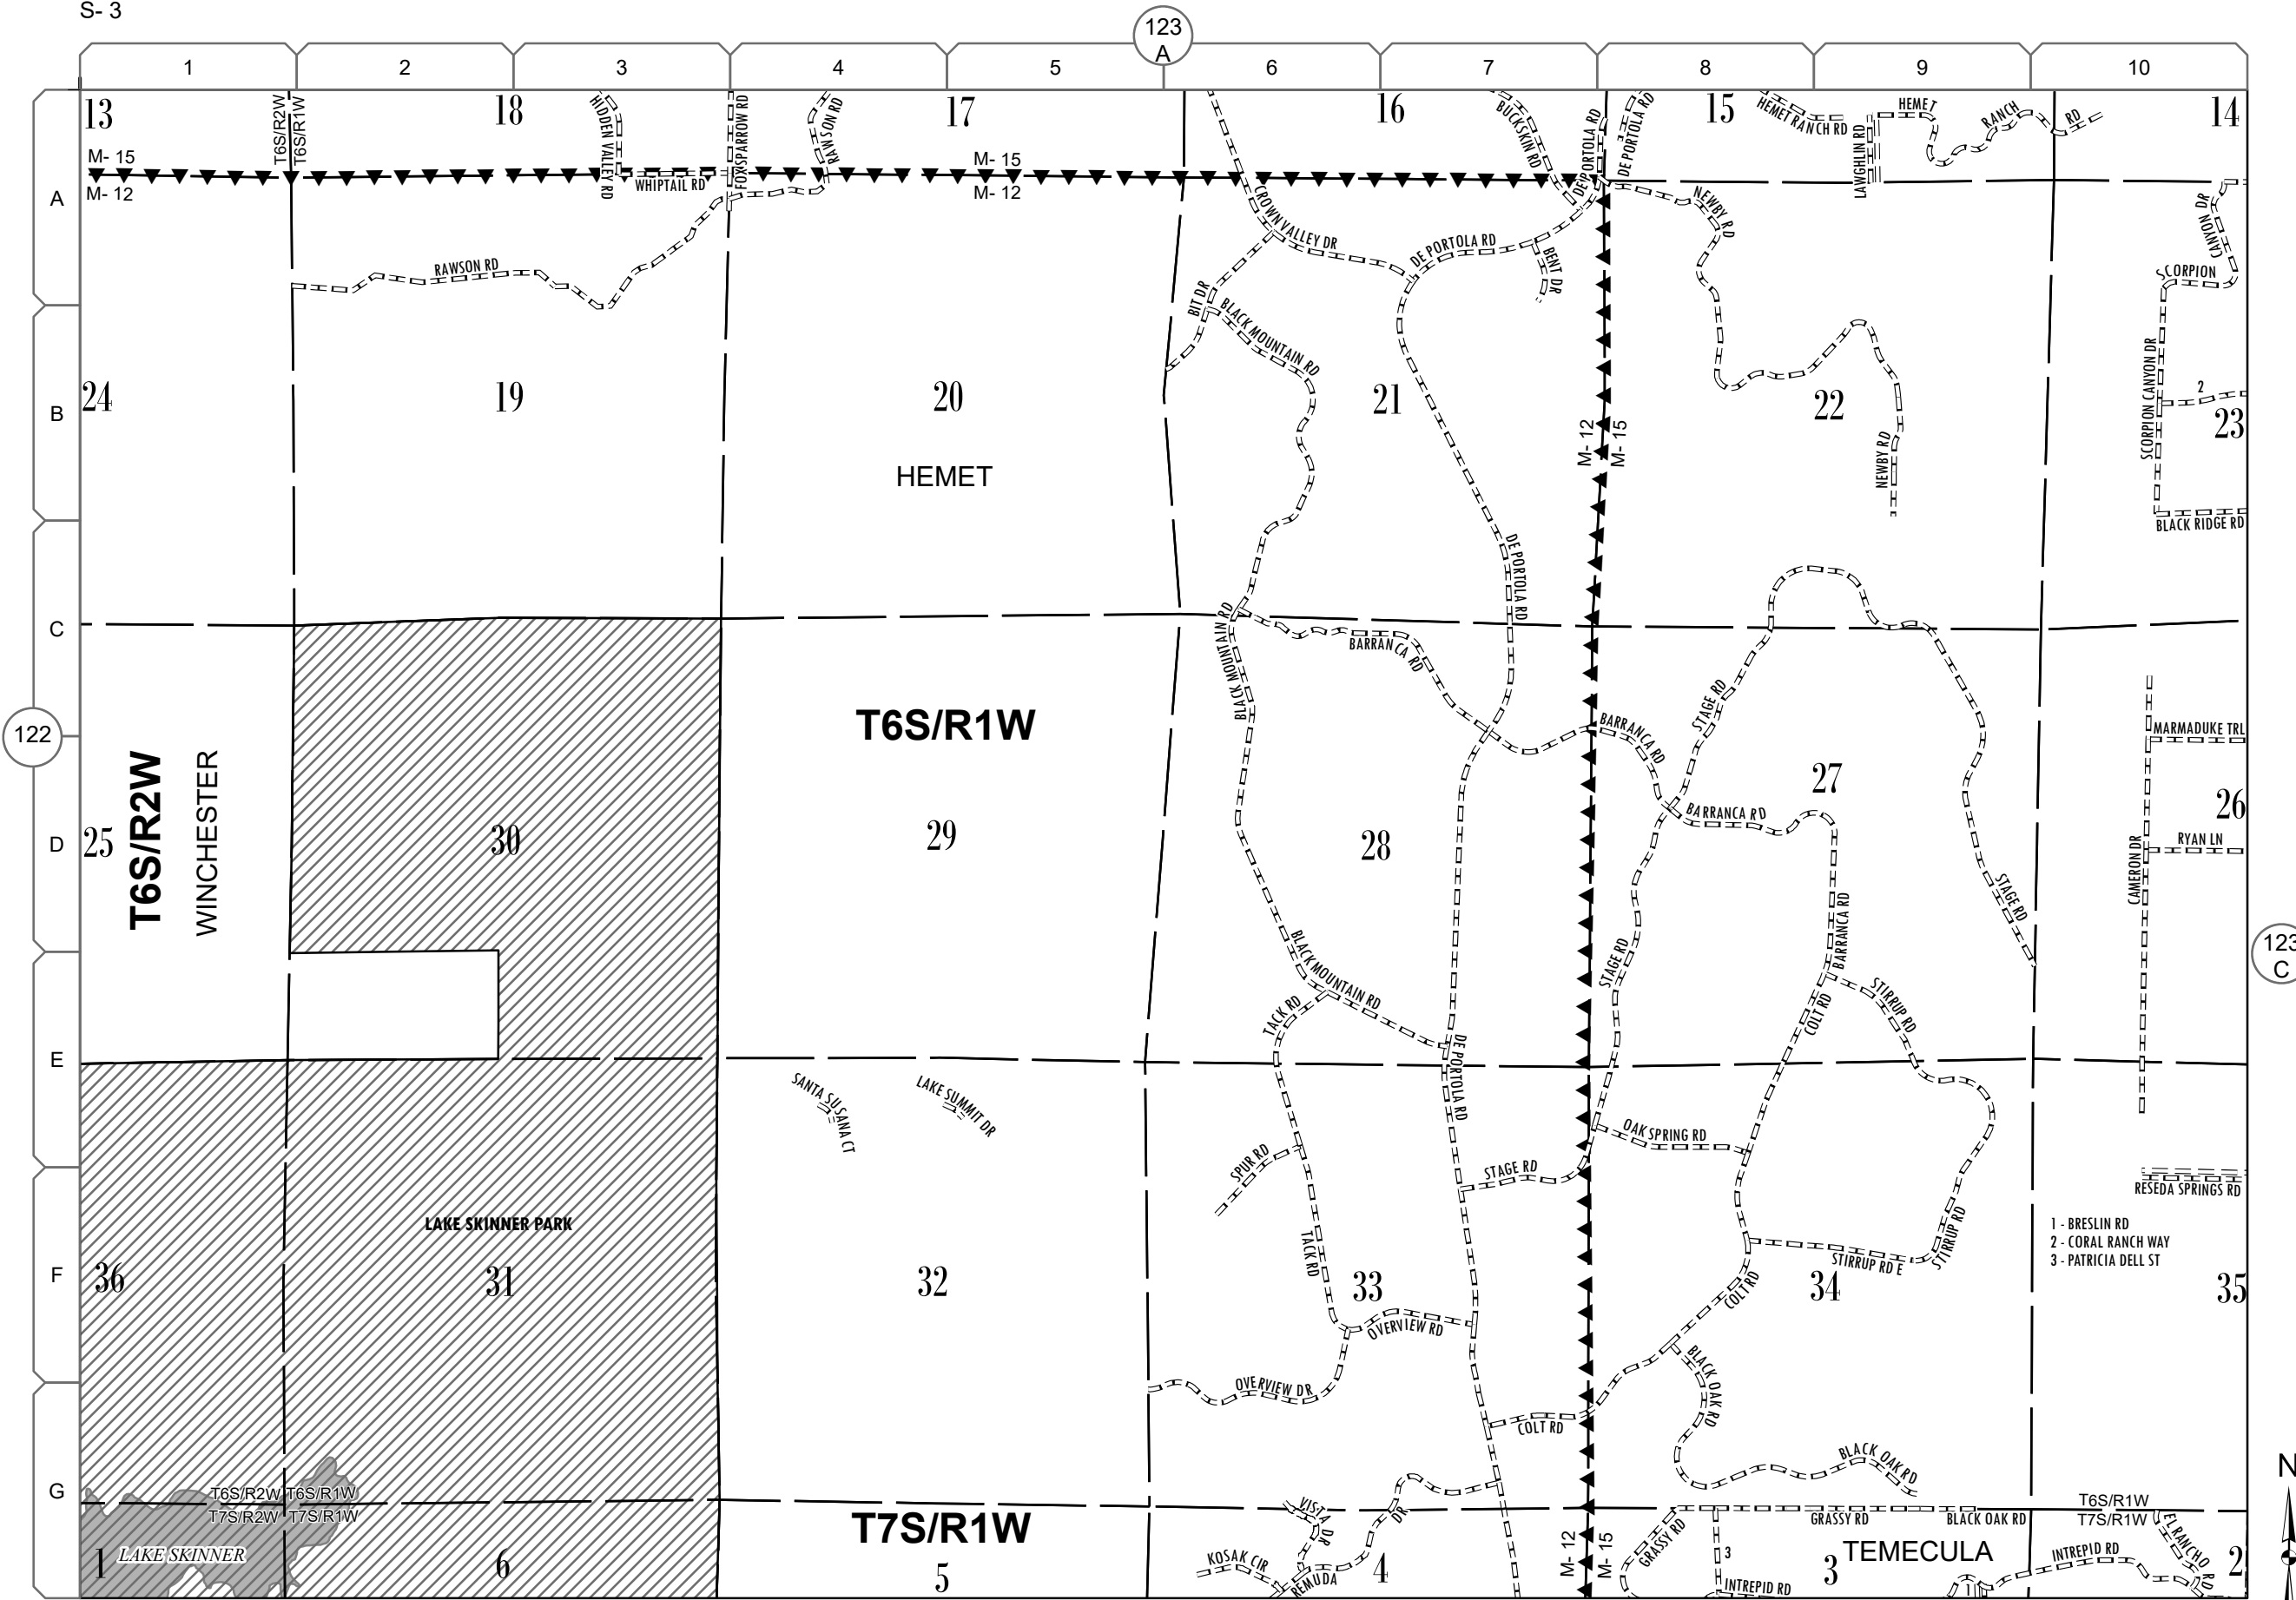 S- 3
123
A
1
2
3
4
5
6
7
8
9
10
13
T6S/R2W
T6S/R1W
18
HIDDEN VALLEY RD
FOXSPARROW RD
RAWSON RD
17
16
BUCKSKIN RD
DE PORTOLA RD
DE PORTOLA RD
15
HEMET RANCH RD
LAWGHLIN RD
HEMET
RANCH
RD
14
M- 15
M- 12
WHIPTAIL RD
M- 15
M- 12
A
CROWN VALLEY DR
DE PORTOLA RD
BENT DR
NEWBY RD
CANYON DR
SCORPION
RAWSON RD
BIT DR
BLACK MOUNTAIN RD
B
24
19
20
21
22
SCORPION CANYON DR
2
23
M- 12
M- 15
NEWBY RD
HEMET
BLACK RIDGE RD
DE PORTOLA RD
C
BLACK MOUNTAIN RD
BARRANCA RD
STAGE RD
T6S/R1W
BARRANCA RD
MARMADUKE TRL
122
T6S/R2W
WINCHESTER
27
26
BARRANCA RD
D
25
30
29
28
CAMERON DR
RYAN LN
BARRANCA RD
STAGE RD
STAGE RD
BLACK MOUNTAIN RD
123
C
TACK RD
COLT RD
STIRRUP RD
E
DE PORTOLA RD
SANTA SUSANA CT
LAKE SUMMIT DR
OAK SPRING RD
SPUR RD
STAGE RD
RESEDA SPRINGS RD
LAKE SKINNER PARK
TACK RD
STIRRUP RD
STIRRUP RD E
1 - BRESLIN RD
2 - CORAL RANCH WAY
3 - PATRICIA DELL ST
F
36
31
32
33
COLT RD
34
35
OVERVIEW RD
OVERVIEW DR
BLACK OAK RD
COLT RD
BLACK OAK RD
G
T6S/R2W
T6S/R1W
T7S/R2W
T7S/R1W
T7S/R1W
VISTA DR
DR
GRASSY RD
BLACK OAK RD
T6S/R1W
T7S/R1W
N
M- 12
M- 15
GRASSY RD
3
TEMECULA
INTREPID RD
EL RANCHO RD
1
LAKE SKINNER
6
5
KOSAK CIR
REMUDA
4
INTREPID RD
3
1
2